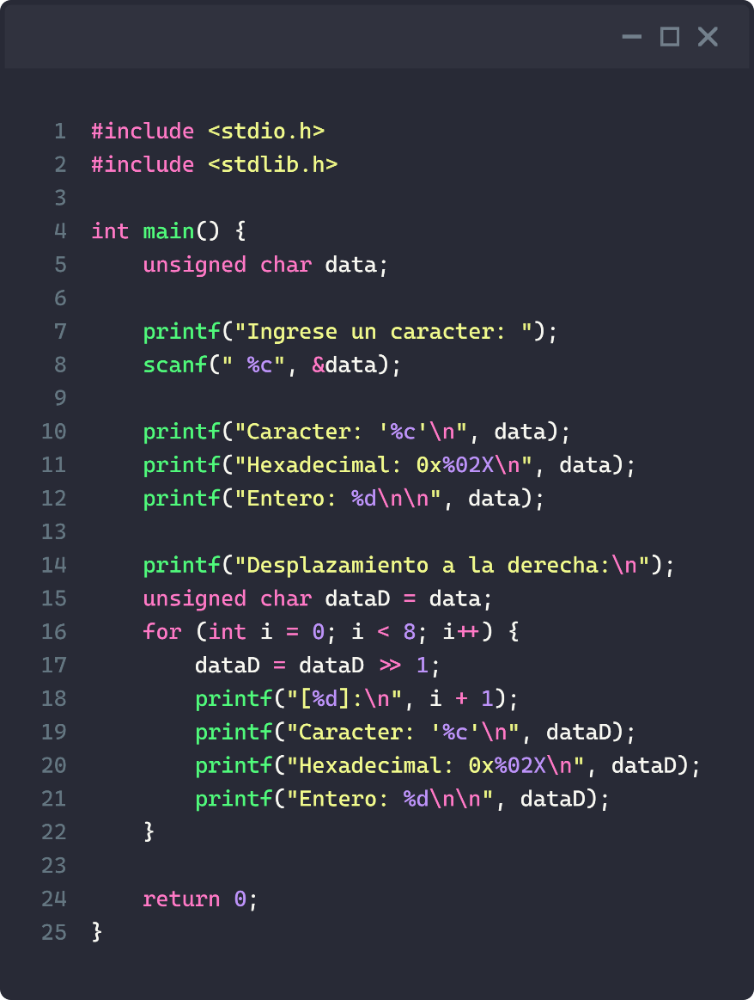 1 #include <stdio.h>
2 #include <stdlib.h>
3
4 int main() {
5     unsigned char data;
6
7     printf("Ingrese un caracter: ");
8     scanf(" %c", &data);
9
10     printf("Caracter: '%c'\n", data);
11     printf("Hexadecimal: 0x%02X\n", data);
12     printf("Entero: %d\n\n", data);
13
14     printf("Desplazamiento a la derecha:\n");
15     unsigned char dataD = data;
16     for (int i = 0; i < 8; i++) {
17         dataD = dataD >> 1;
18         printf("[%d]:\n", i + 1);
19         printf("Caracter: '%c'\n", dataD);
20         printf("Hexadecimal: 0x%02X\n", dataD);
21         printf("Entero: %d\n\n", dataD);
22     }
23
24     return 0;
25 }